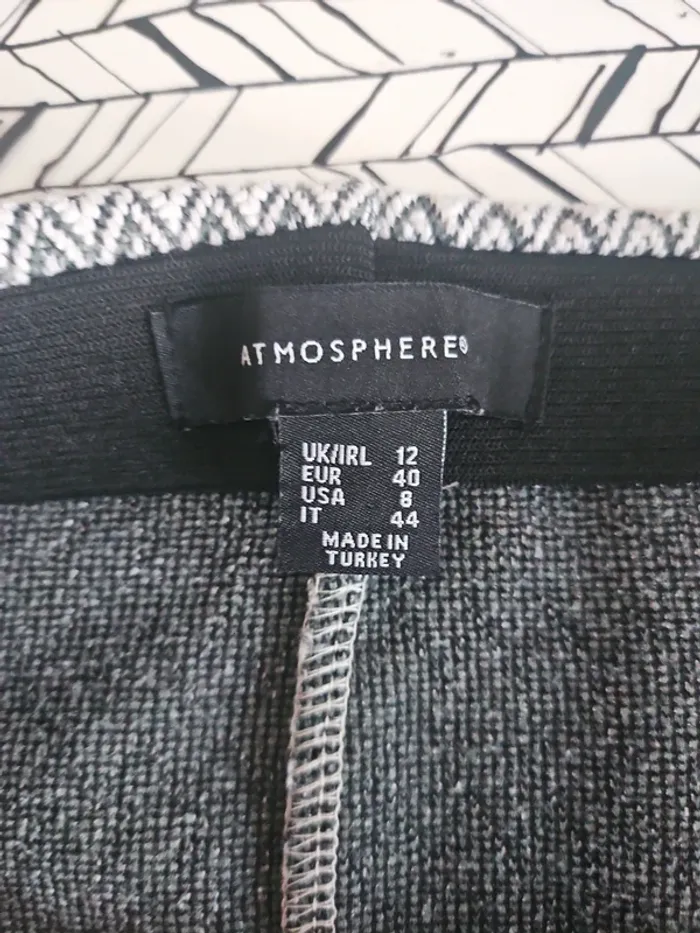 ATMOSPHERE®
UK/IRL 12
EUR 40
USA 8
IT 44
MADE IN
TURKEY